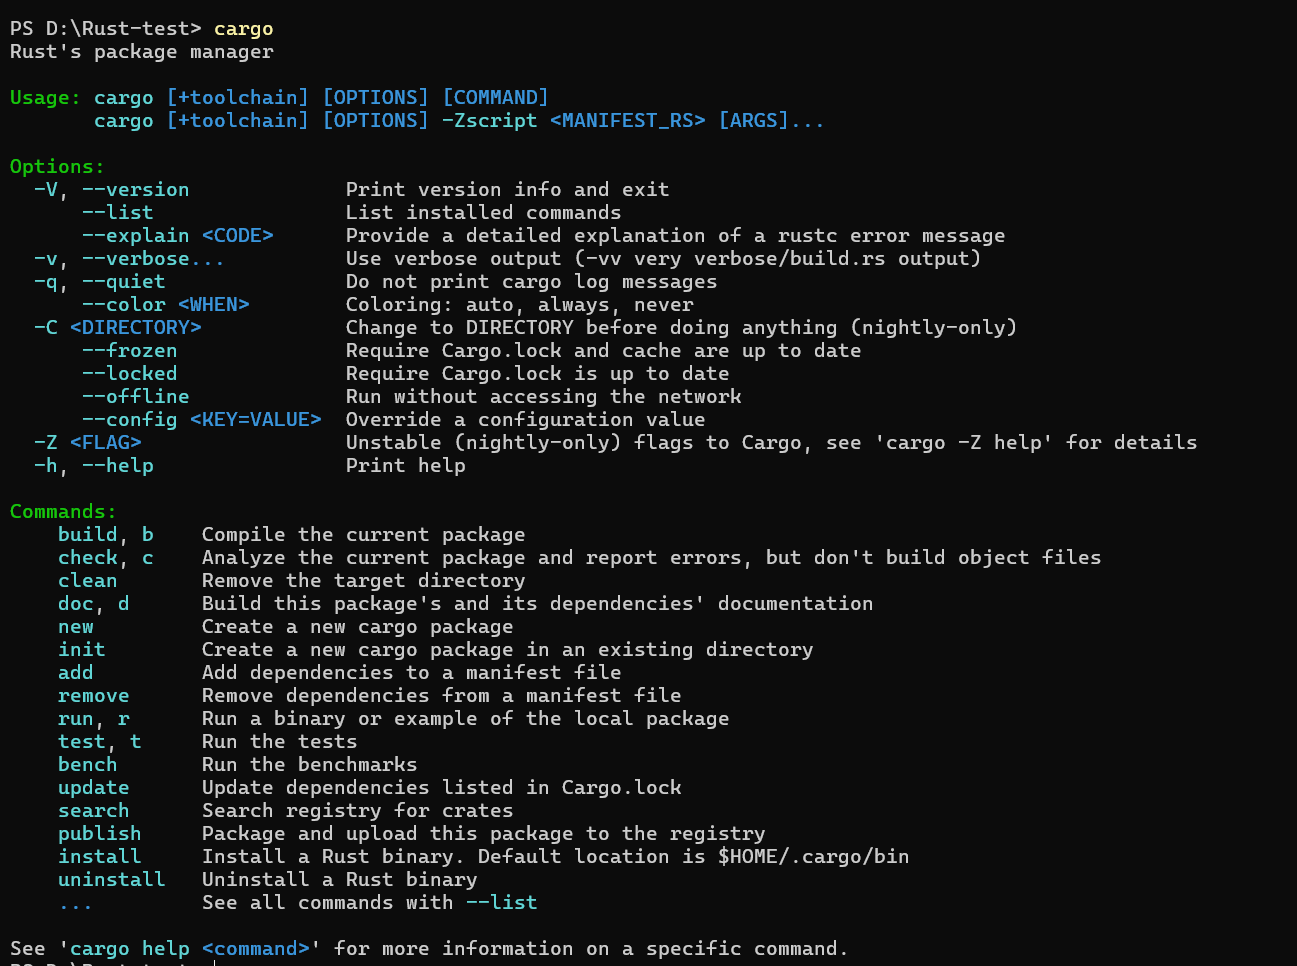 PS D:\Rust-test> cargo
Rust's package manager

Usage: cargo [+toolchain] [OPTIONS] [COMMAND]
       cargo [+toolchain] [OPTIONS] -Zscript <MANIFEST_RS> [ARGS]...

Options:
  -V, --version             Print version info and exit
      --list                List installed commands
      --explain <CODE>      Provide a detailed explanation of a rustc error message
  -v, --verbose...          Use verbose output (-vv very verbose/build.rs output)
  -q, --quiet               Do not print cargo log messages
      --color <WHEN>        Coloring: auto, always, never
  -C <DIRECTORY>            Change to DIRECTORY before doing anything (nightly-only)
      --frozen              Require Cargo.lock and cache are up to date
      --locked              Require Cargo.lock is up to date
      --offline             Run without accessing the network
      --config <KEY=VALUE>  Override a configuration value
  -Z <FLAG>                 Unstable (nightly-only) flags to Cargo, see 'cargo -Z help' for details
  -h, --help                Print help

Commands:
    build, b    Compile the current package
    check, c    Analyze the current package and report errors, but don't build object files
    clean       Remove the target directory
    doc, d      Build this package's and its dependencies' documentation
    new         Create a new cargo package
    init        Create a new cargo package in an existing directory
    add         Add dependencies to a manifest file
    remove      Remove dependencies from a manifest file
    run, r      Run a binary or example of the local package
    test, t     Run the tests
    bench       Run the benchmarks
    update      Update dependencies listed in Cargo.lock
    search      Search registry for crates
    publish     Package and upload this package to the registry
    install     Install a Rust binary. Default location is $HOME/.cargo/bin
    uninstall   Uninstall a Rust binary
    ...         See all commands with --list

See 'cargo help <command>' for more information on a specific command.